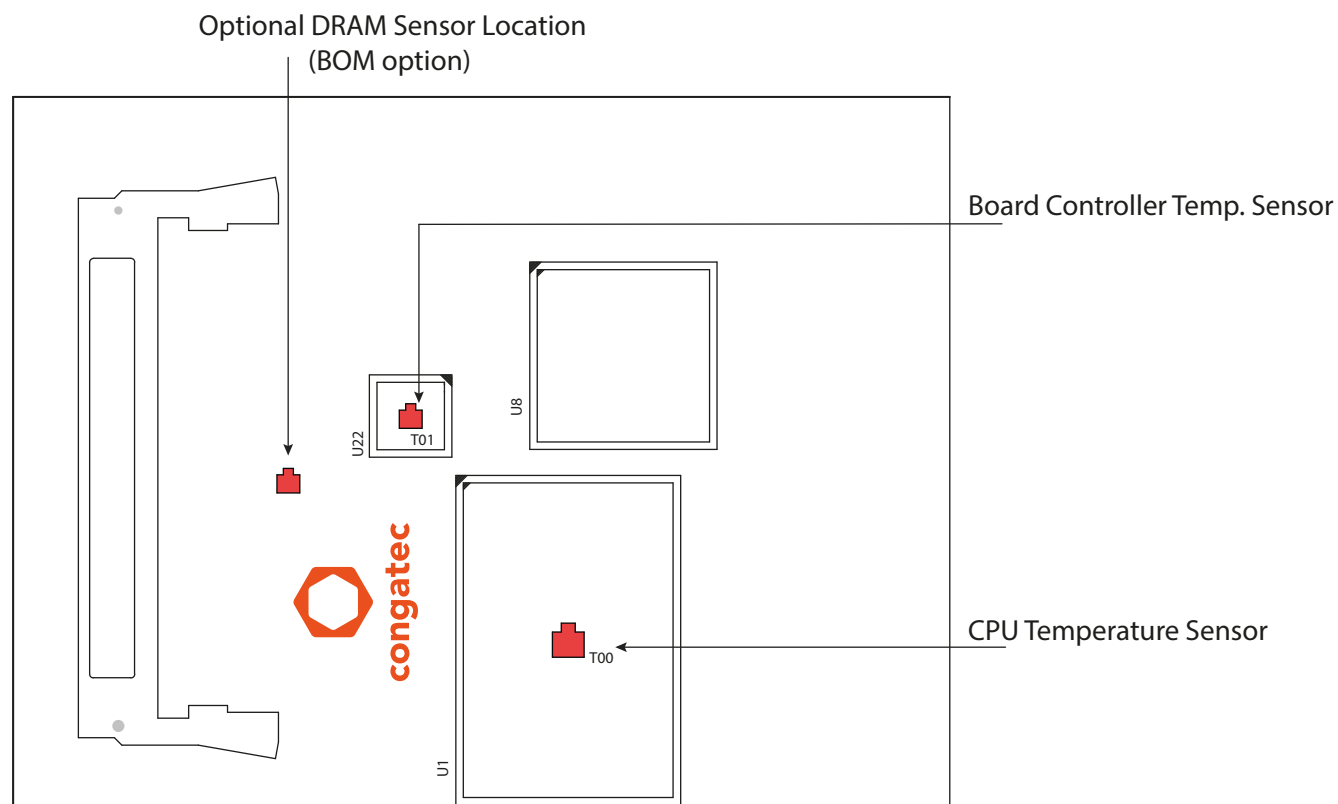 Optional DRAM Sensor Location
(BOM option)
Board Controller Temp. Sensor
U8
U22
T01
congatec
CPU Temperature Sensor
T00
U1